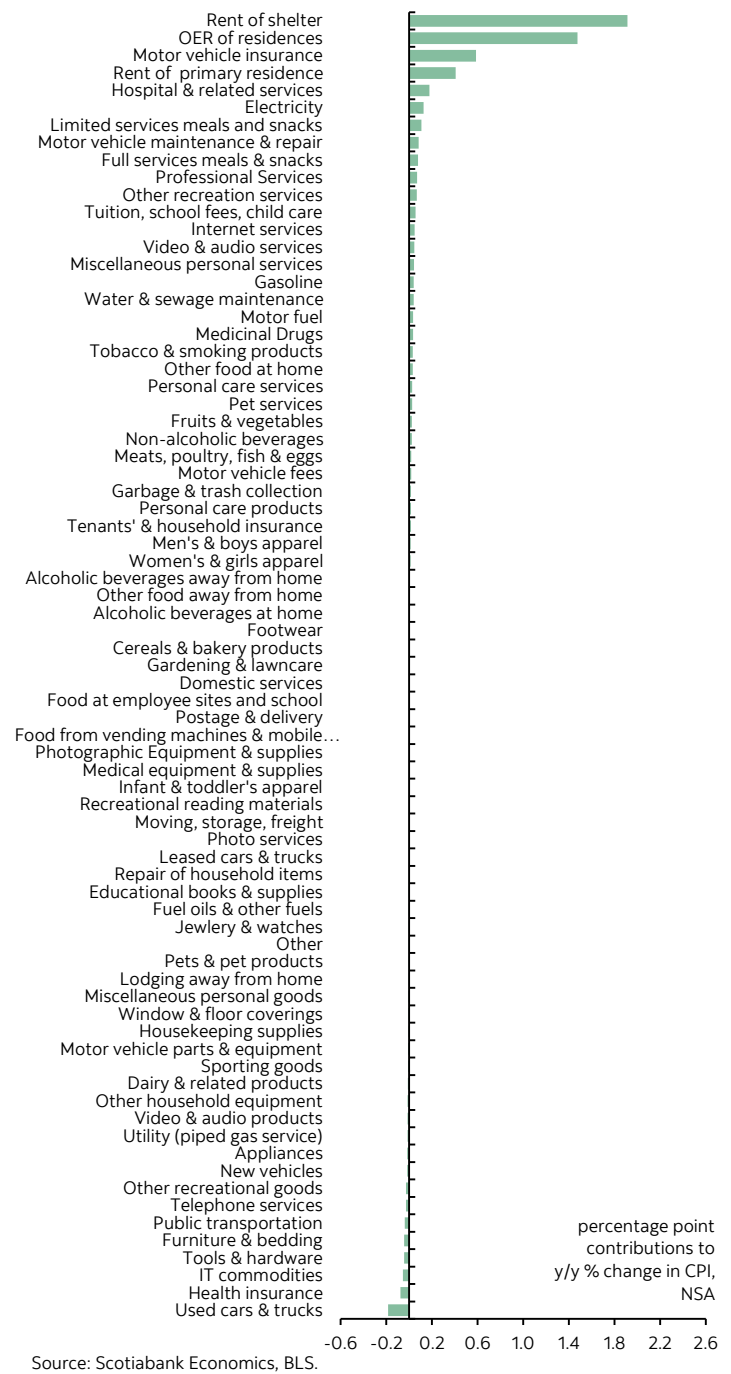 Rent of shelter
OER of residences
Motor vehicle insurance
Rent of  primary residence
Hospital & related services
Electricity
Limited services meals and snacks
Motor vehicle maintenance & repair
Full services meals & snacks
Professional Services
Other recreation services
Tuition, school fees, child care
Internet services
Video & audio services
Miscellaneous personal services
Gasoline
Water & sewage maintenance
Motor fuel
Medicinal Drugs
Tobacco & smoking products
Other food at home
Personal care services
Pet services
Fruits & vegetables
Non-alcoholic beverages
Meats, poultry, fish & eggs
Motor vehicle fees
Garbage & trash collection
Personal care products
Tenants' & household insurance
Men's & boys apparel
Women's & girls apparel
Alcoholic beverages away from home
Other food away from home
Alcoholic beverages at home
Footwear
Cereals & bakery products
Gardening & lawncare
Domestic services
Food at employee sites and school
Postage & delivery
Food from vending machines & mobile…
Photographic Equipment & supplies
Medical equipment & supplies
Infant & toddler's apparel
Recreational reading materials
Moving, storage, freight
Photo services
Leased cars & trucks
Repair of household items
Educational books & supplies
Fuel oils & other fuels
Jewlery & watches
Other
Pets & pet products
Lodging away from home
Miscellaneous personal goods
Window & floor coverings
Housekeeping supplies
Motor vehicle parts & equipment
Sporting goods
Dairy & related products
Other household equipment
Video & audio products
Utility (piped gas service)
Appliances
New vehicles
Other recreational goods
Telephone services
Public transportation
Furniture & bedding
Tools & hardware
IT commodities
Health insurance
Used cars & trucks
percentage point
contributions to
y/y % change in CPI,
NSA
-0.6 -0.2 0.2 0.6 1.0 1.4 1.8 2.2 2.6
Source: Scotiabank Economics, BLS.